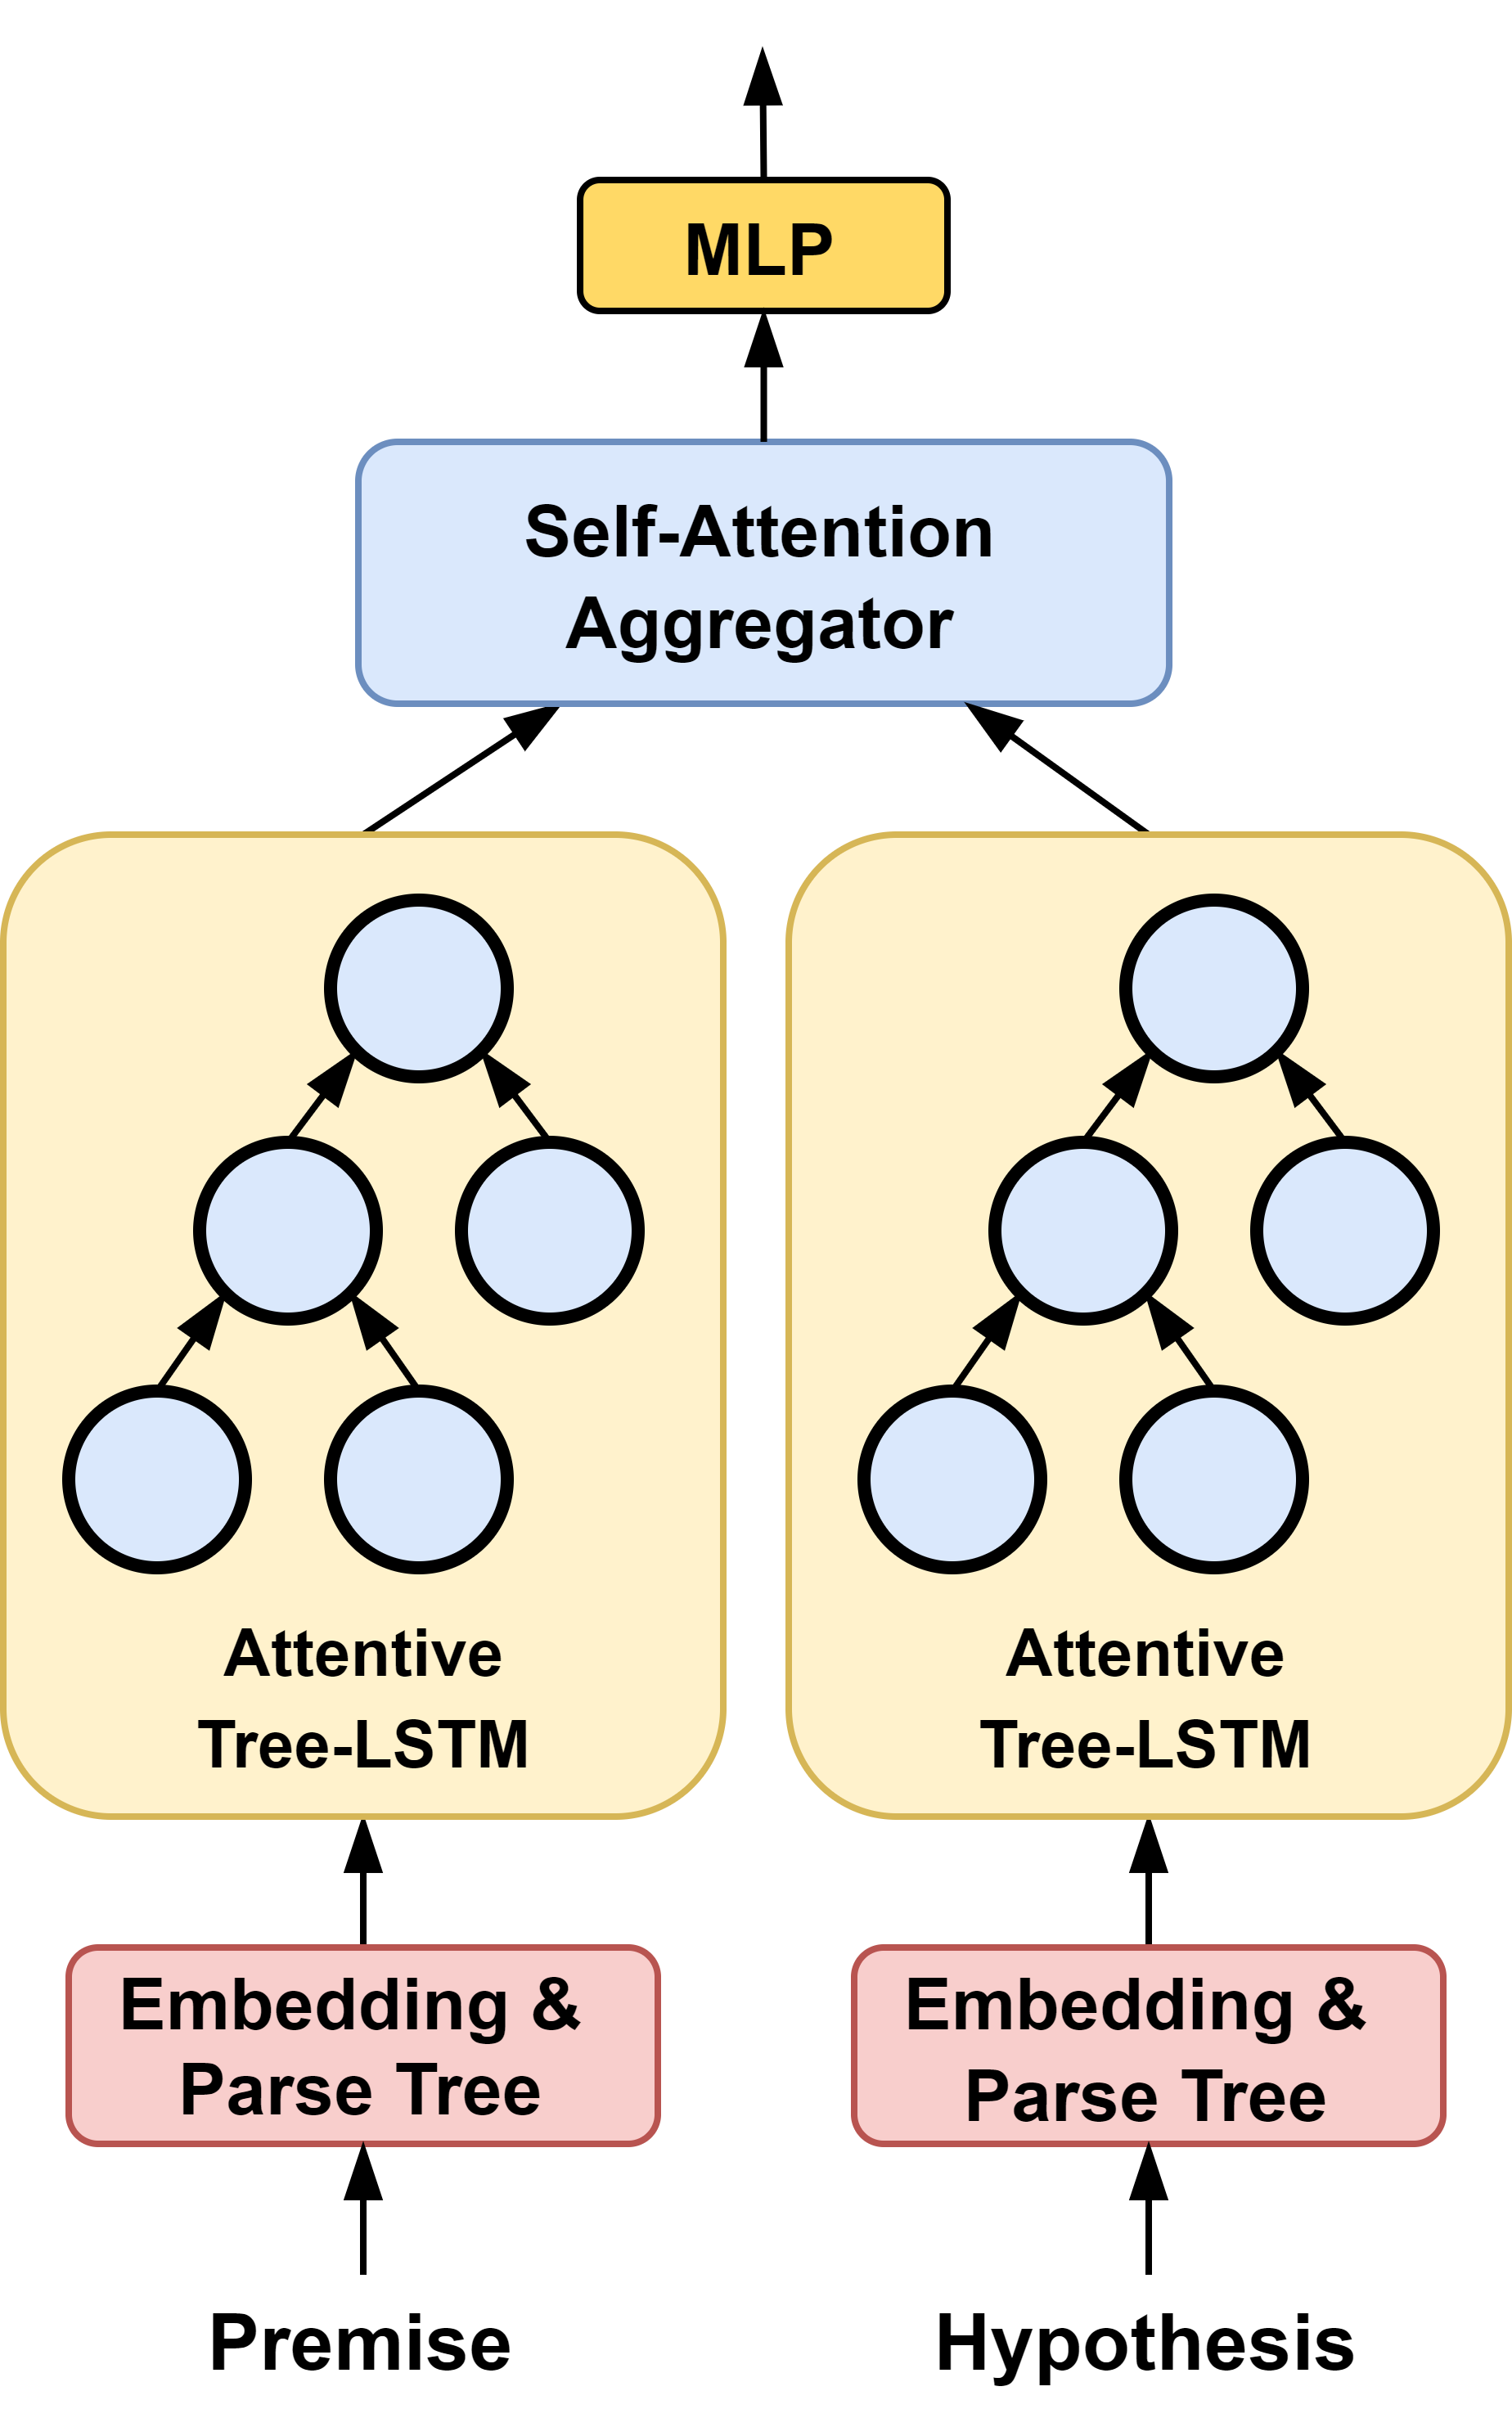 MLP
Self-Attention
Aggregator
Attentive
Tree-LSTM
Attentive
Tree-LSTM
Embedding &
Parse Tree
Embedding &
Parse Tree
Premise
Hypothesis